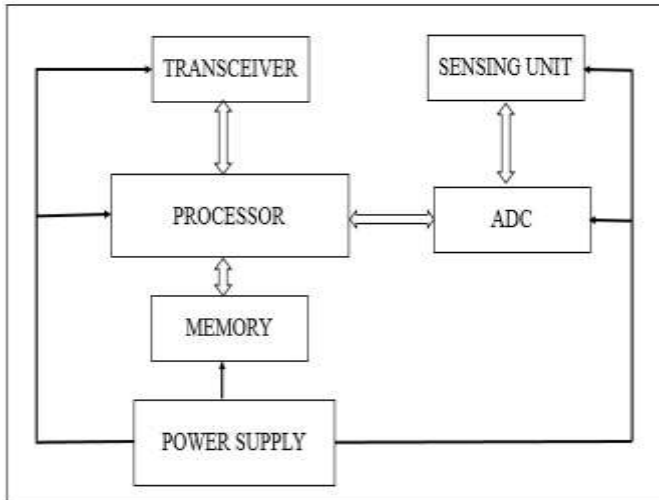 TRANSCEIVER
SENSING UNIT
PROCESSOR
ADC
MEMORY
POWER SUPPLY